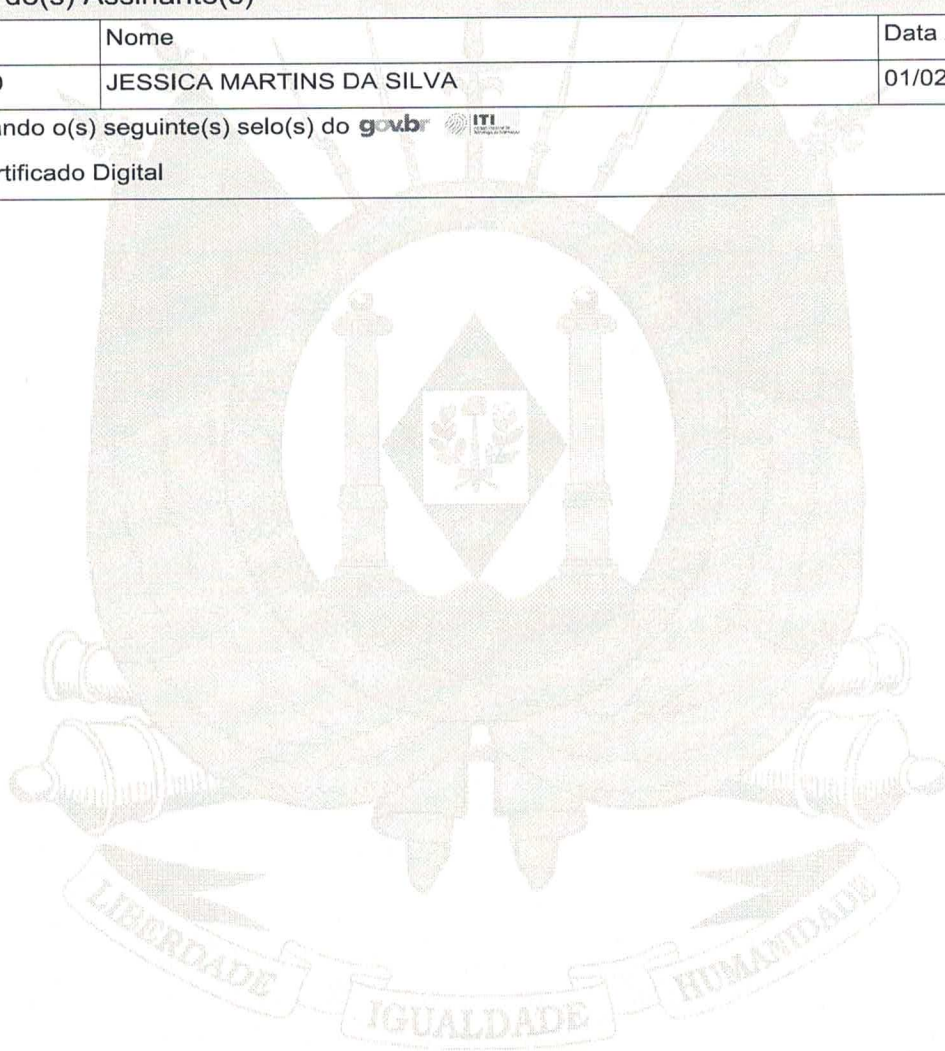 do(s) Assinante(s)
Nome
Data
JESSICA MARTINS DA SILVA
01/02
ando o(s) seguinte(s) selo(s) do gov.br ITI
rtificado Digital
LIBERDADE
IGUALDADE
HUMANIDADE